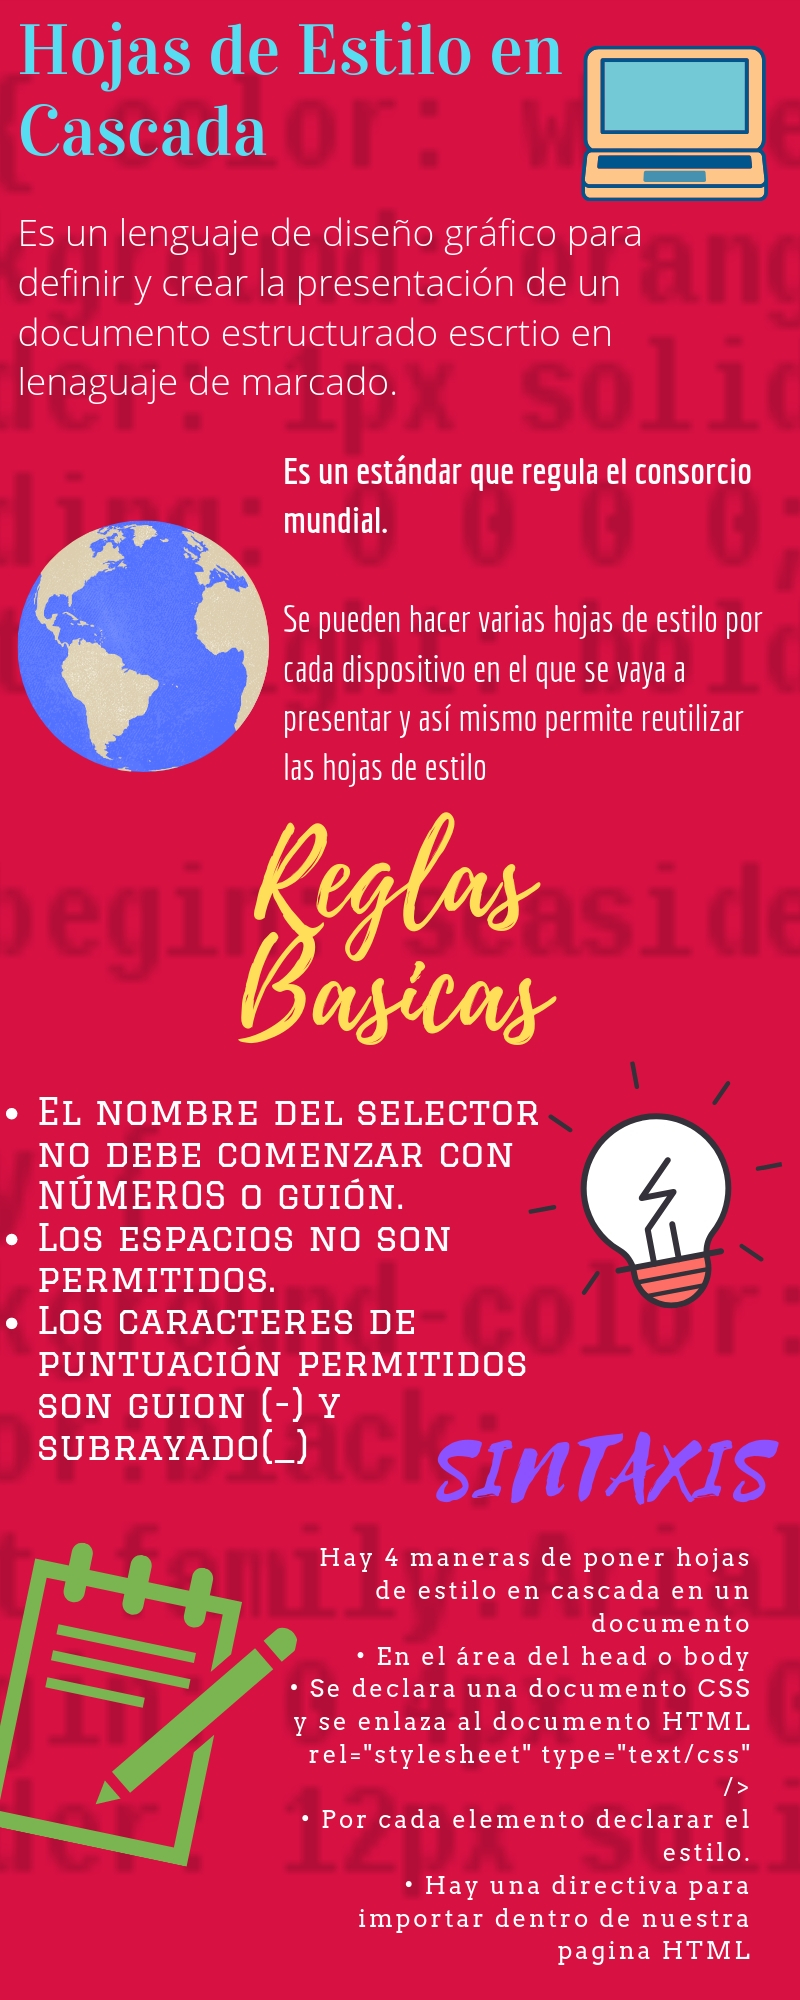 Hojas de Estilo en
Cascada
Es un lenguaje de diseño gráfico para
definir y crear la presentación de un
documento estructurado escrtio en
lenaguaje de marcado.
Es un estándar que regula el consorcio
mundial.
Se pueden hacer varias hojas de estilo por
cada dispositivo en el que se vaya a
presentar y así mismo permite reutilizar
las hojas de estilo
Reglas
Basicas
• El nombre del selector
no debe comenzar con
NÚMEROS o guión.
• Los espacios no son
permitidos.
• Los caracteres de
puntuación permitidos
son guion (-) y
subrayado(_)
SINTAXIS
Hay 4 maneras de poner hojas
de estilo en cascada en un
documento
• En el área del head o body
• Se declara una documento CSS
y se enlaza al documento HTML
rel="stylesheet" type="text/css"
/>
• Por cada elemento declarar el
estilo.
• Hay una directiva para
importar dentro de nuestra
pagina HTML